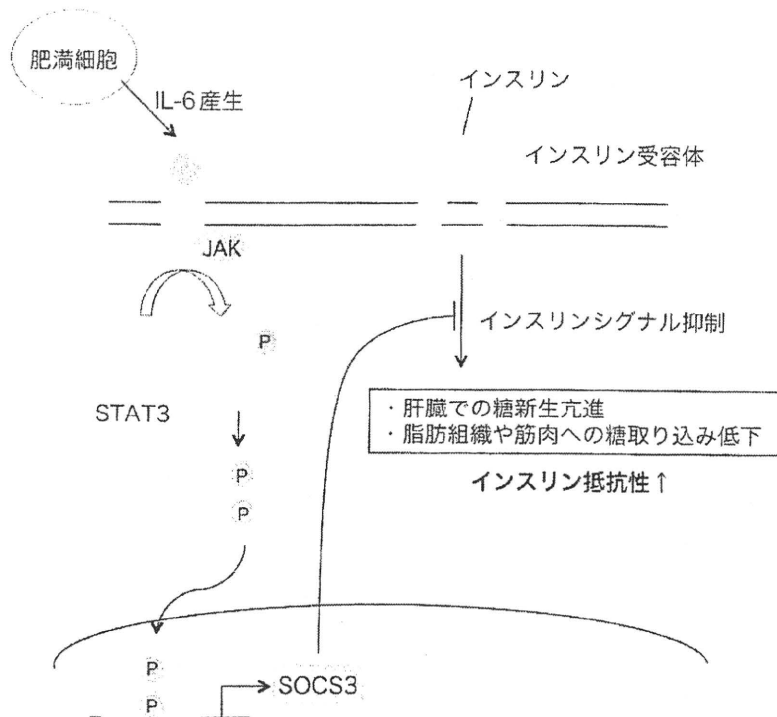 肥満細胞
IL-6産生
インスリン
インスリン受容体
JAK
P
インスリンシグナル抑制
STAT3
・肝臓での糖新生亢進
・脂肪組織や筋肉への糖取り込み低下
インスリン抵抗性↑
P
P
P
P
SOCS3